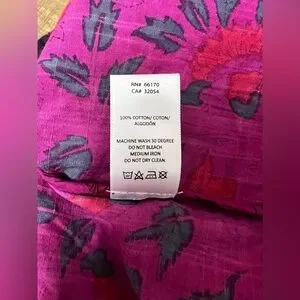 RN# 66170
CA# 32054
100% COTTON/ COTON/
ALGODÓN
MACHINE WASH 30 DEGREE
DO NOT BLEACH
MEDIUM IRON
DO NOT DRY CLEAN